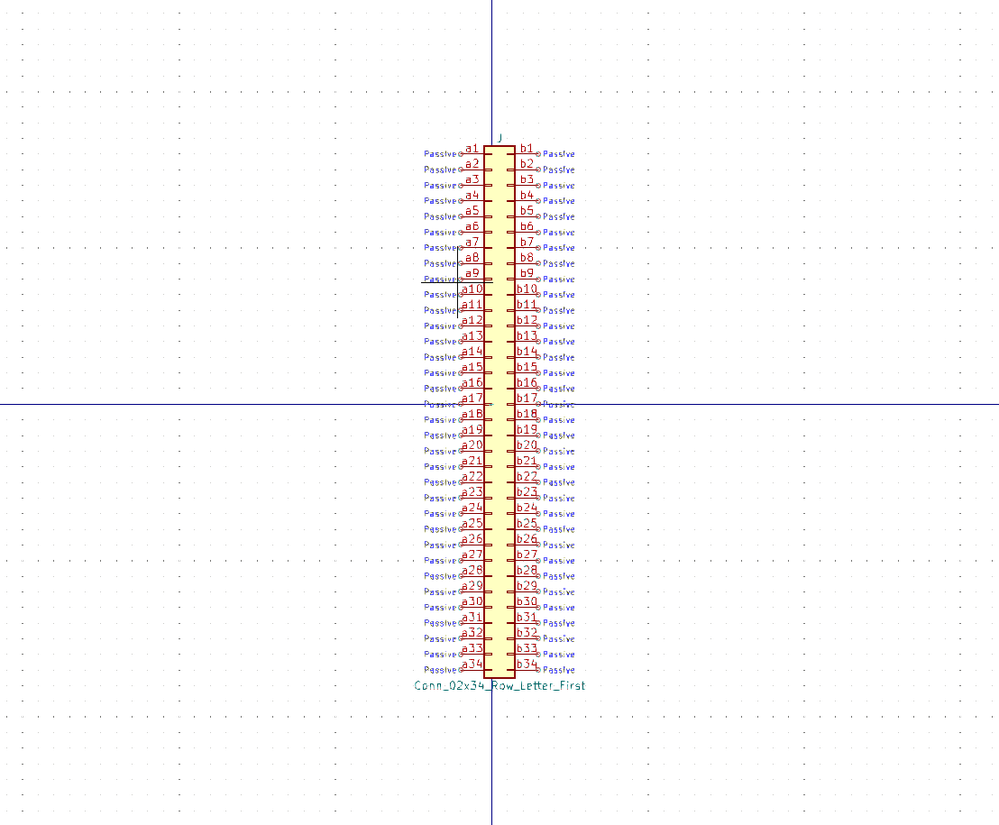 J
Passive a1 b1 Passive
Passive a2 b2 Passive
Passive a3 b3 Passive
Passive a4 b4 Passive
Passive a5 b5 Passive
Passive a6 b6 Passive
Passive a7 b7 Passive
Passive a8 b8 Passive
Passive a9 b9 Passive
Passive a10 b10 Passive
Passive a11 b11 Passive
Passive a12 b12 Passive
Passive a13 b13 Passive
Passive a14 b14 Passive
Passive a15 b15 Passive
Passive a16 b16 Passive
Passive a17 b17 Passive
Passive a18 b18 Passive
Passive a19 b19 Passive
Passive a20 b20 Passive
Passive a21 b21 Passive
Passive a22 b22 Passive
Passive a23 b23 Passive
Passive a24 b24 Passive
Passive a25 b25 Passive
Passive a26 b26 Passive
Passive a27 b27 Passive
Passive a28 b28 Passive
Passive a29 b29 Passive
Passive a30 b30 Passive
Passive a31 b31 Passive
Passive a32 b32 Passive
Passive a33 b33 Passive
Passive a34 b34 Passive
Conn_02x34_Row_Letter_First